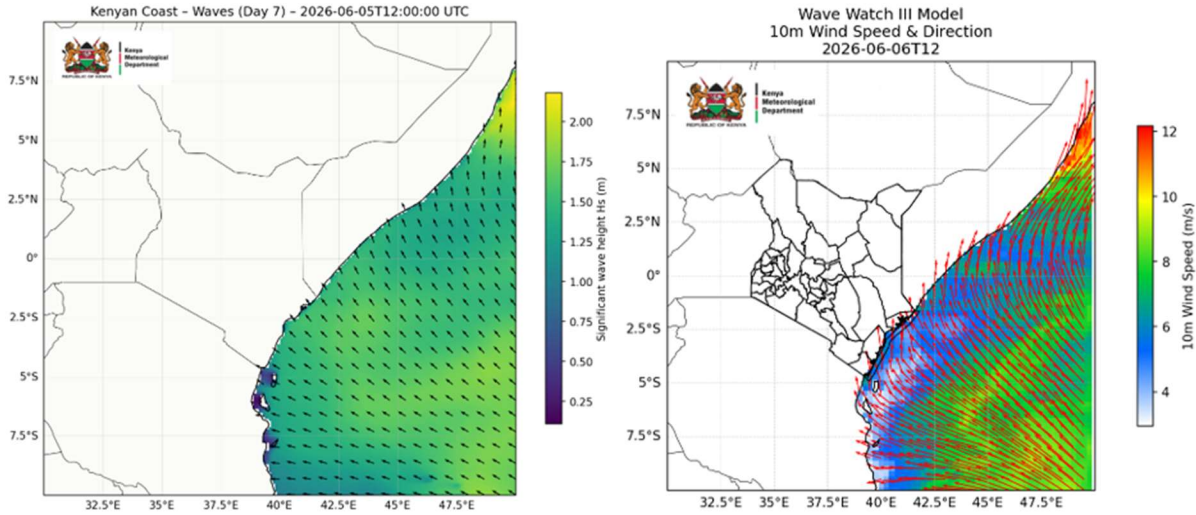 Kenyan Coast – Waves (Day 7) – 2026-06-05T12:00:00 UTC
Kenya
Meteorological
Department
REPUBLIC OF KENYA
7.5°N
5°N
2.5°N
0°
2.5°S
5°S
7.5°S
32.5°E 35°E 37.5°E 40°E 42.5°E 45°E 47.5°E
2.00
1.75
1.50
1.25
1.00
0.75
0.50
0.25
Significant wave height Hs (m)
Wave Watch III Model
10m Wind Speed & Direction
2026-06-06T12
Kenya
Meteorological
Department
REPUBLIC OF KENYA
7.5°N
5°N
2.5°N
0°
2.5°S
5°S
7.5°S
32.5°E 35°E 37.5°E 40°E 42.5°E 45°E 47.5°E
12
10
8
6
4
10m Wind Speed (m/s)